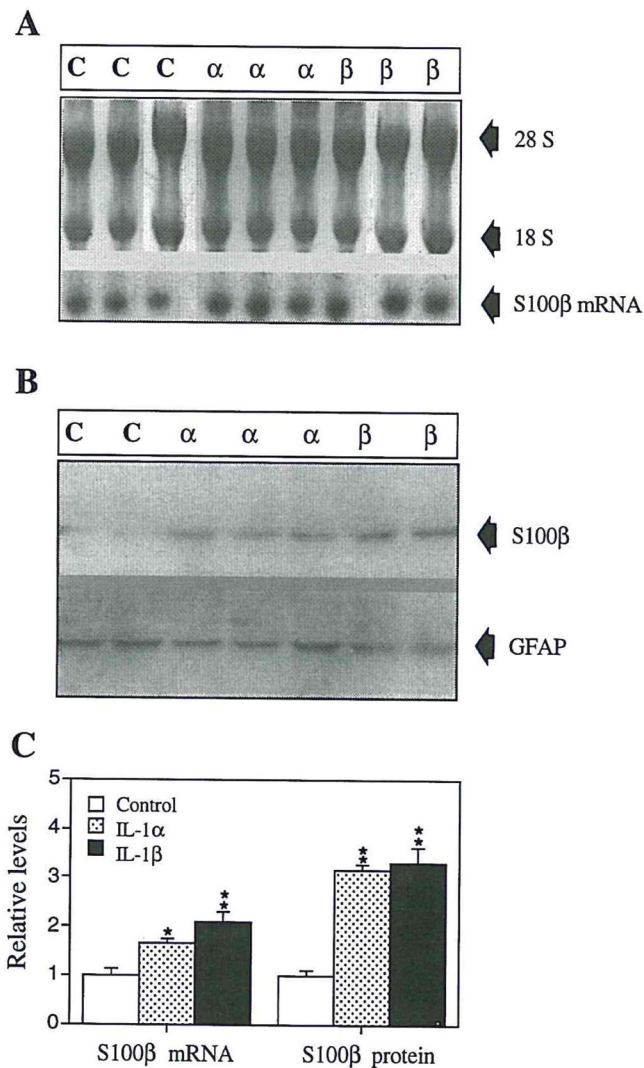 A
C C C α α α β β β
28 S
18 S
S100β mRNA
B
C C α α α β β
S100β
GFAP
C
5
4
3
2
1
0
Relative levels
Control
IL-1α
IL-1β
* ** ** **
S100β mRNA S100β protein